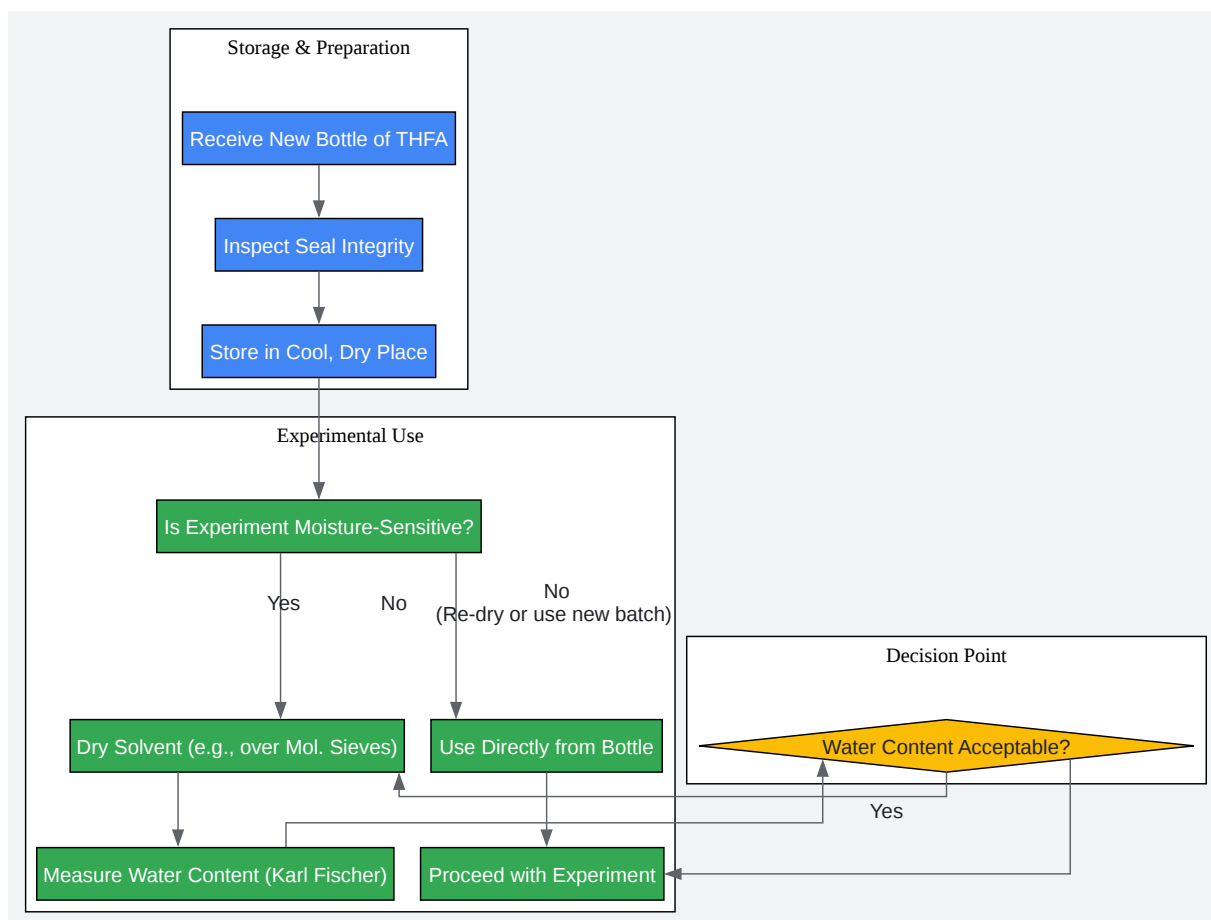 Storage & Preparation
Receive New Bottle of THFA
Inspect Seal Integrity
Store in Cool, Dry Place
Experimental Use
Is Experiment Moisture-Sensitive?
Yes
No
No
(Re-dry or use new batch)
Decision Point
Dry Solvent (e.g., over Mol. Sieves)
Use Directly from Bottle
Water Content Acceptable?
Yes
Measure Water Content (Karl Fischer)
Proceed with Experiment